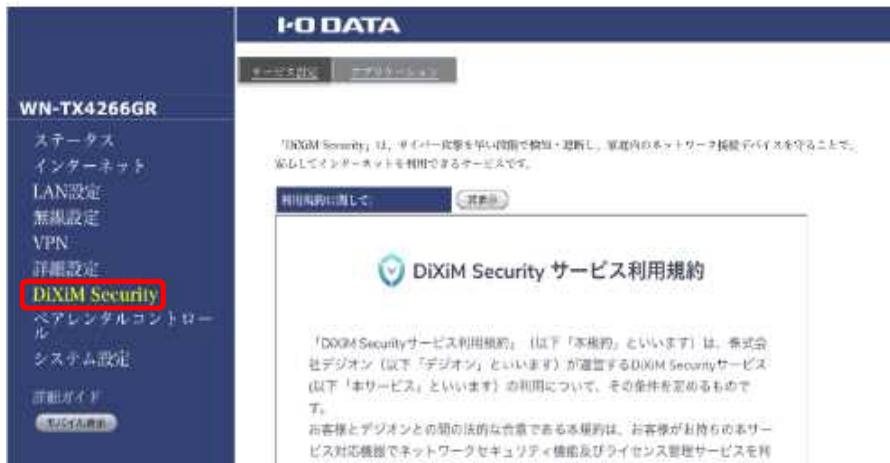 I-O DATA
サービス設定 アプリケーション
WN-TX4266GR
ステータス
インターネット
LAN設定
無線設定
VPN
詳細設定
DiXiM Security
ペアレンタルコントロー
ル
システム設定
詳細ガイド
モバイル表示
「DiXiM Security」は、サイバー攻撃を早い段階で検知・遮断し、家庭内のネットワーク接続デバイスを守ることで、
安心してインターネットを利用できるサービスです。
利用規約に関して
非表示
DiXiM Security サービス利用規約
「DiXiM Securityサービス利用規約」（以下「本規約」といいます）は、株式会
社デジオン（以下「デジオン」といいます）が運営するDiXiM Securityサービス
(以下「本サービス」といいます）の利用について、その条件を定めるもので
す。
お客様とデジオンとの間の法的な合意である本規約は、お客様がお持ちの本サー
ビス対応機器でネットワークセキュリティ機能及びライセンス管理サービスを利